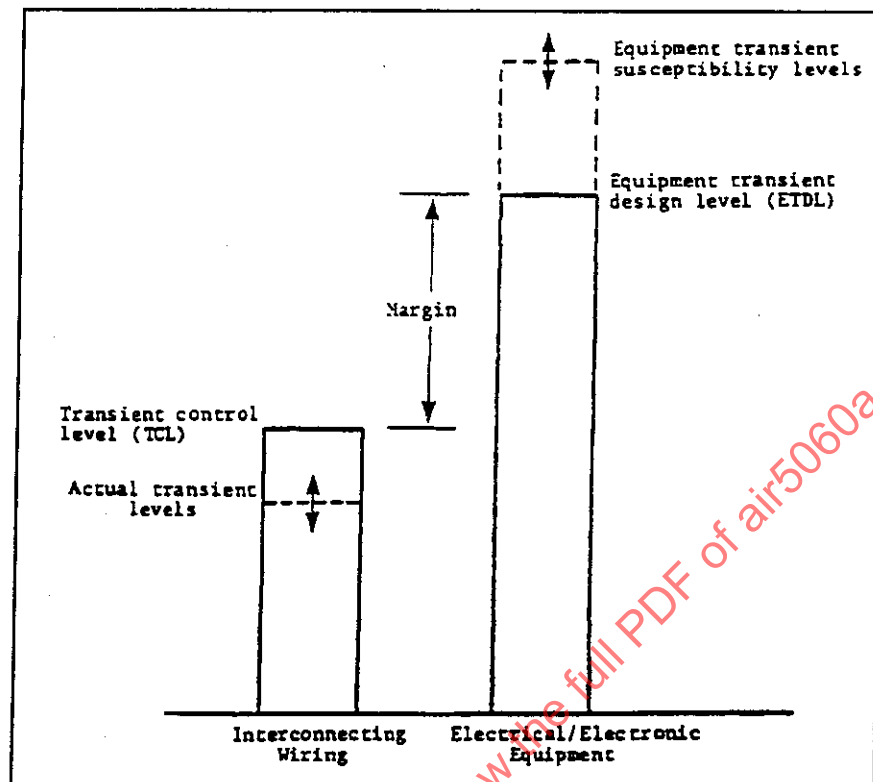 Equipment transient
susceptibility levels
Equipment transient
design level (ETDL)
Margin
Transient control
level (TCL)
Actual transient
levels
Interconnecting
Wiring
Electrical/Electronic
Equipment
w the full PDF of air5060a